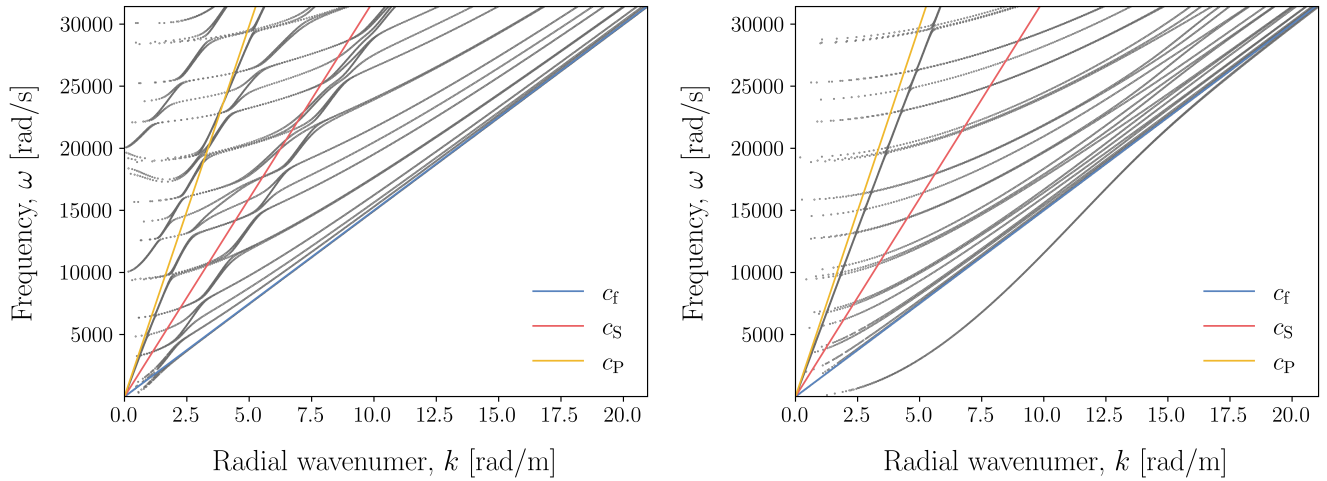 30000
25000
20000
15000
10000
5000
Frequency, ω [rad/s]
0.0 2.5 5.0 7.5 10.0 12.5 15.0 17.5 20.0
Radial wavenumer, k [rad/m]
c_f
c_S
c_P
30000
25000
20000
15000
10000
5000
Frequency, ω [rad/s]
0.0 2.5 5.0 7.5 10.0 12.5 15.0 17.5 20.0
Radial wavenumer, k [rad/m]
c_f
c_S
c_P